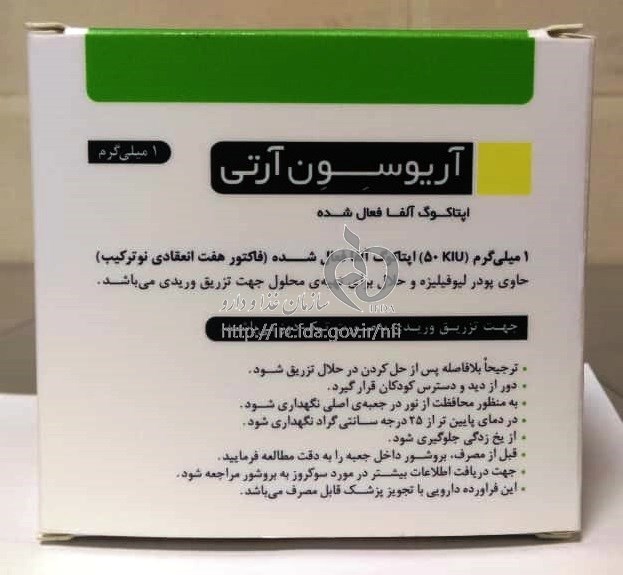 ۱ میلی‌گرم
آریوسِوِن آرتی
اپتاکوگ آلفا فعال شده
۱ میلی‌گرم (۵۰ KIU) اپتاکوگ آلفا فعال شده (فاکتور هفت انعقادی نوترکیب)
حاوی پودر لیوفیلیزه و حلال برای تهیه‌ی محلول جهت تزریق وریدی می‌باشد.
سازمان غذا و دارو
IFDA
جهت تزریق وریدی
http://irc.fda.gov.ir/nfi
• ترجیحاً بلافاصله پس از حل کردن در حلال تزریق شود.
• دور از دید و دسترس کودکان قرار گیرد.
• به منظور محافظت از نور در جعبه‌ی اصلی نگهداری شود.
• در دمای پایین تر از ۲۵ درجه سانتی‌گراد نگهداری شود.
• از یخ زدگی جلوگیری شود.
• قبل از مصرف، بروشور داخل جعبه را به دقت مطالعه فرمایید.
• جهت دریافت اطلاعات بیشتر در مورد سوکروز به بروشور مراجعه شود.
• این فراورده دارویی با تجویز پزشک قابل مصرف می‌باشد.